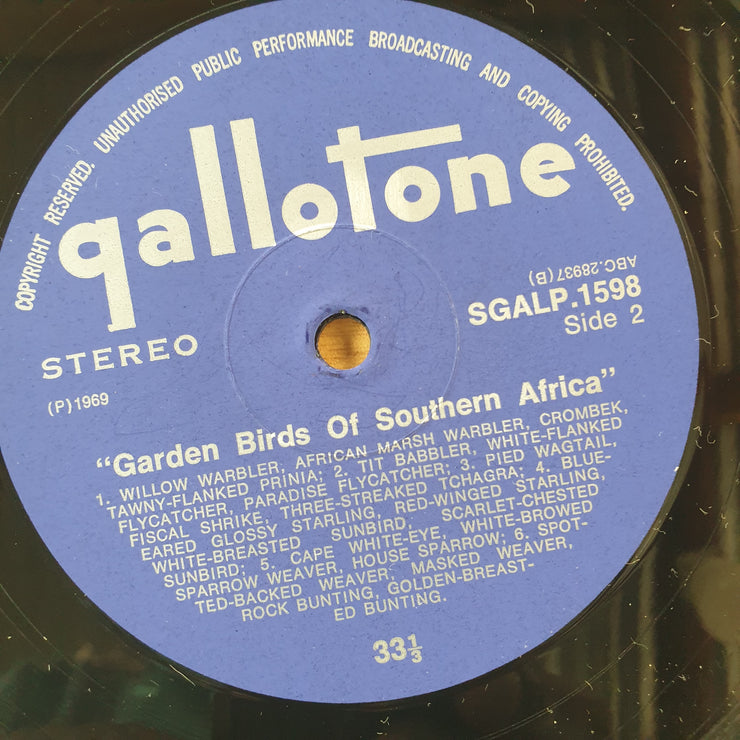 COPYRIGHT RESERVED. UNAUTHORISED PUBLIC PERFORMANCE BROADCASTING AND COPYING PROHIBITED.
gallotone
STEREO
(P)1969
ABC.28937(B)
SGALP.1598
Side 2
“Garden Birds Of Southern Africa”
1. WILLOW WARBLER, AFRICAN MARSH WARBLER, CROMBEK,
TAWNY-FLANKED PRINIA; 2. TIT BABBLER, WHITE-FLANKED
FLYCATCHER, PARADISE FLYCATCHER; 3. PIED WAGTAIL,
FISCAL SHRIKE, THREE-STREAKED TCHAGRA; 4. BLUE-
EARED GLOSSY STARLING, RED-WINGED STARLING,
WHITE-BREASTED SUNBIRD, SCARLET-CHESTED
SUNBIRD; 5. CAPE WHITE-EYE, WHITE-BROWED
SPARROW WEAVER, HOUSE SPARROW; 6. SPOT-
TED-BACKED WEAVER; MASKED WEAVER,
ROCK BUNTING, GOLDEN-BREAST-
ED BUNTING.
33⅓